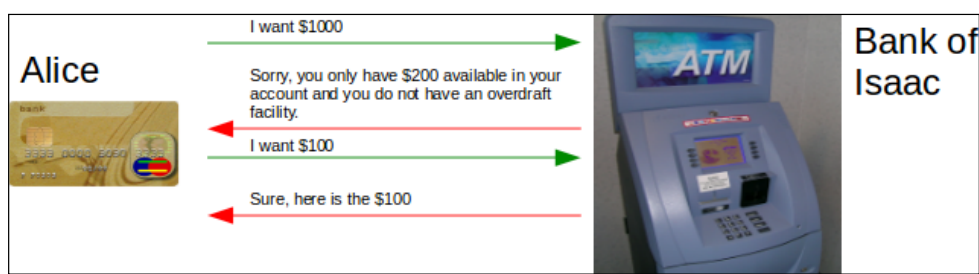 I want $1000
Alice
Sorry, you only have $200 available in your
account and you do not have an overdraft
facility.
I want $100
Sure, here is the $100
bank
ATM
Bank of
Isaac